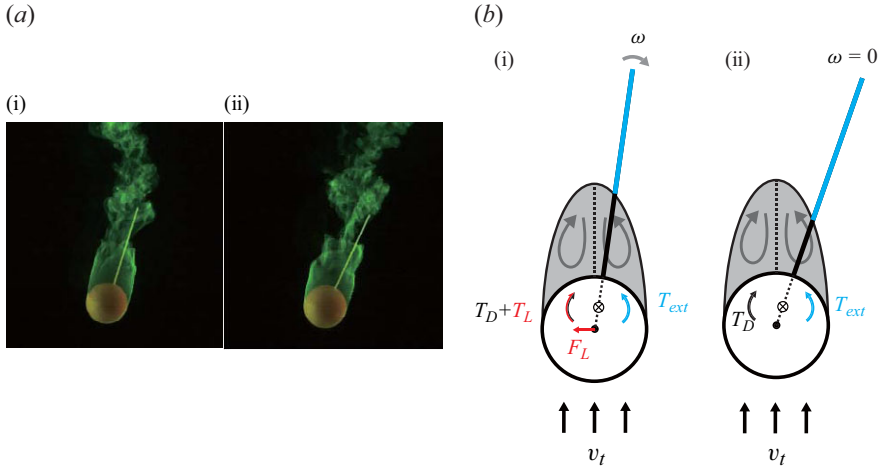 (a)
(i)
(ii)
(b)
(i)
ω
(ii)
ω = 0
T_D+T_L
T_ext
F_L
v_t
T_D
T_ext
v_t